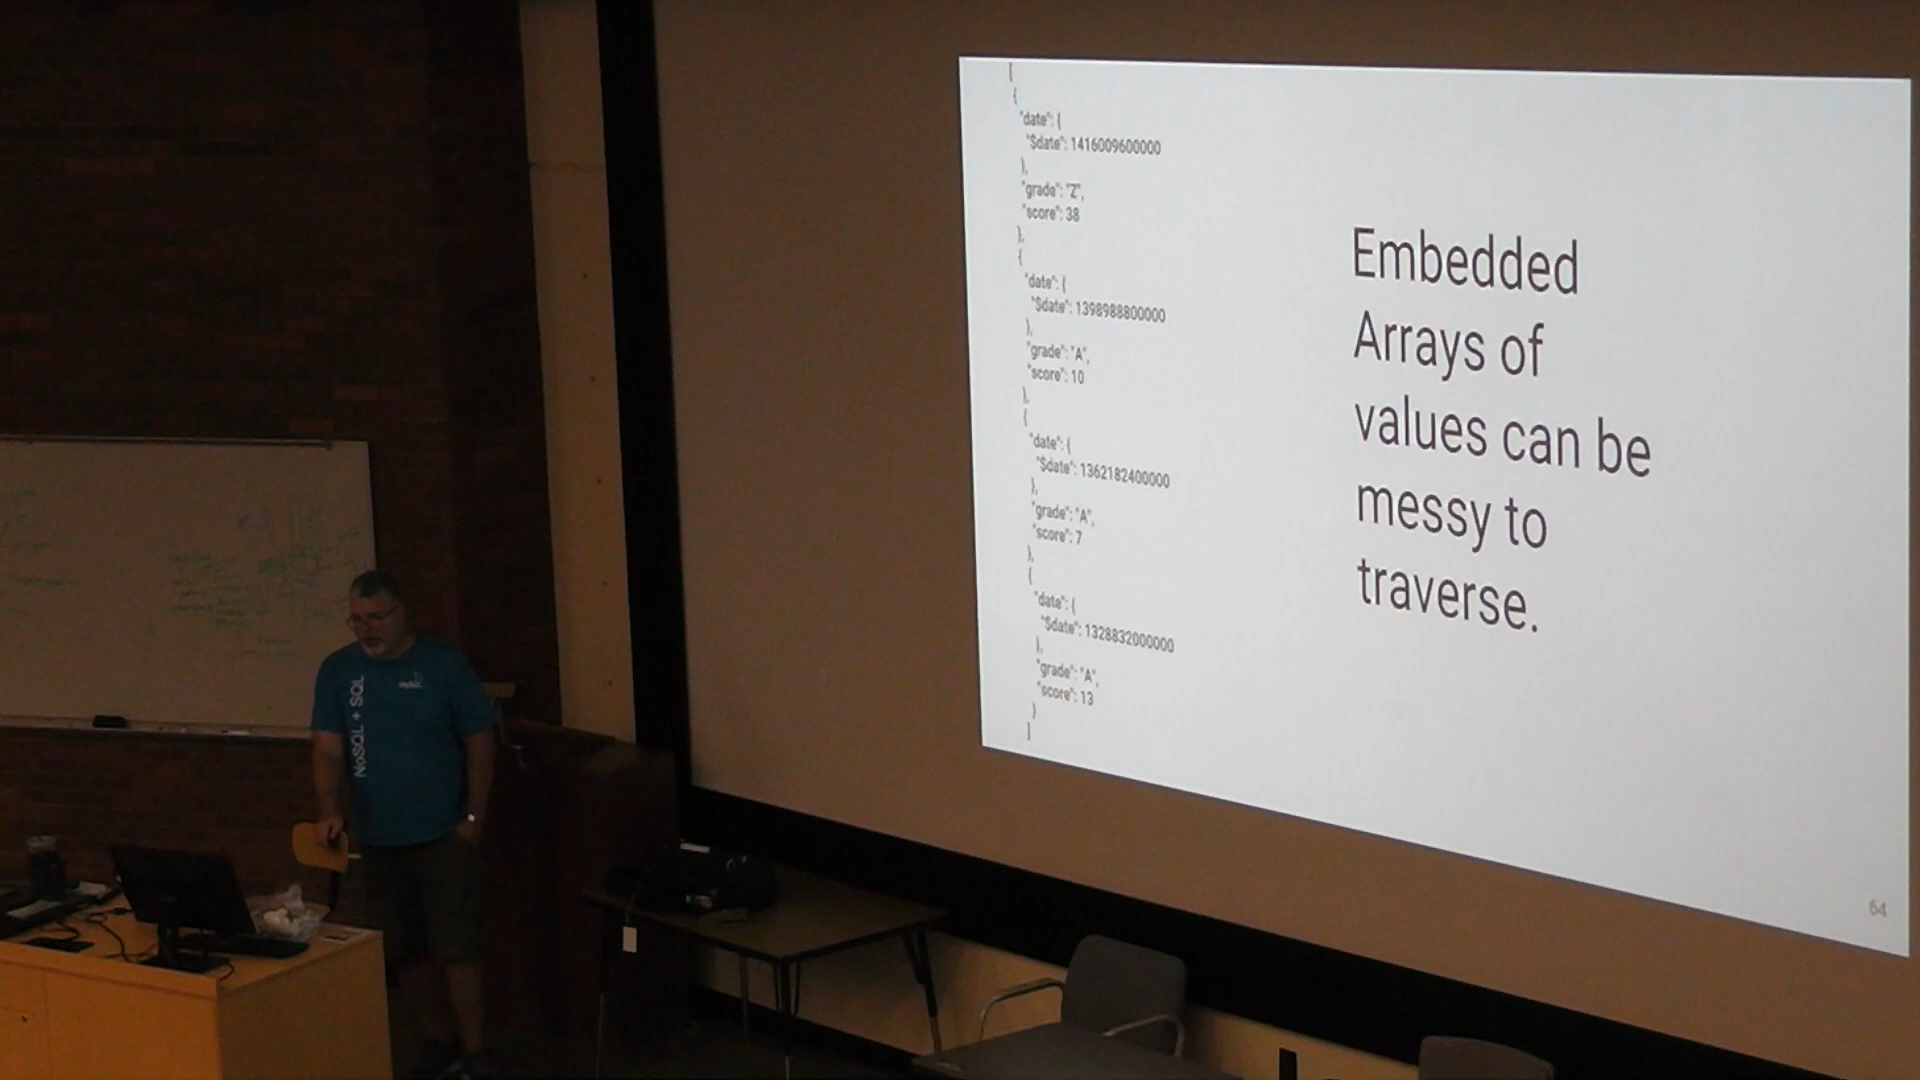 [
{
"date": {
"$date": 1416009600000
},
"grade": "Z",
"score": 38
},
{
"date": {
"$date": 1398988800000
},
"grade": "A",
"score": 10
},
{
"date": {
"$date": 1362182400000
},
"grade": "A",
"score": 7
},
{
"date": {
"$date": 1328832000000
},
"grade": "A",
"score": 13
}
]
Embedded
Arrays of
values can be
messy to
traverse.
64
NoSQL + SQL
MySQL